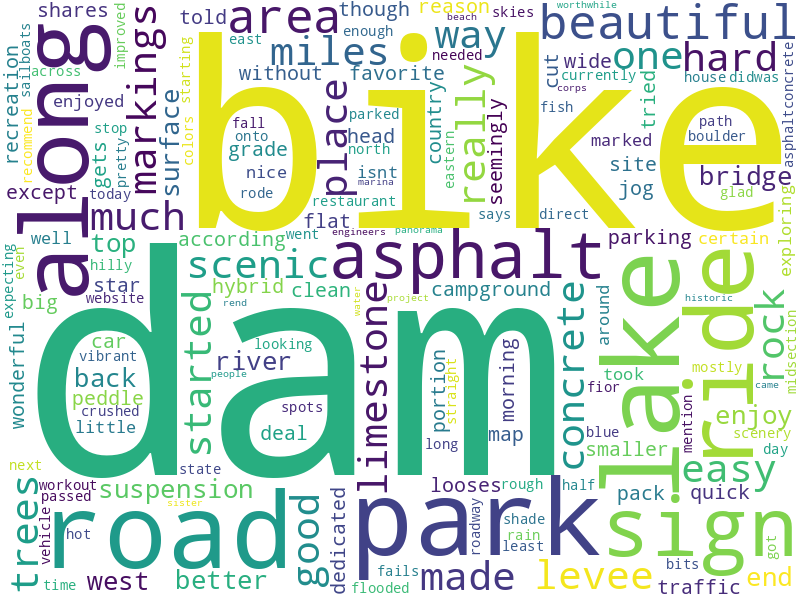 shares
area
told
though
reason
beach
skies
worthwhile
beautiful
along
improved
sailboats
recreation
across
markings
east
starting
miles
enough
way
needed
one
hard
without
favorite
wide
cut
currently
house
didwas
enjoyed
surface
bike
corps
recommend
stop
colors
fall
onto
parked
head
country
really
fish
tried
path
boulder
asphaltconcrete
gets
pretty
grade
place
north
eastern
seemingly
marked
site
except
today
nice
isnt
rode
restaurant
marina
jog
bridge
much
flat
says
direct
glad
well
top
according
went
engineers
panorama
asphalt
parking
certain
exploring
expecting
even
hilly
scenic
star
website
hybrid
clean
campground
lake
ride
historic
big
started
rend
dam
limestone
water
project
concrete
around
rock
midsection
wonderful
car
vibrant
river
looking
portion
straight
morning
took
mostly
back
people
fior
came
peddle
crushed
little
spots
deal
long
map
blue
smaller
mention
enjoy
scenery
next
state
half
day
easy
trees
workout
passed
suspension
looses
rough
pack
quick
vehicle
road
good
sister
dedicated
park
roadway
shade
rain
least
sign
bits
got
hot
time
west
better
flooded
fails
made
levee
traffic
end